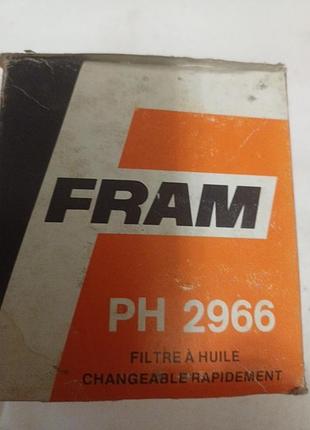 FRAM
PH 2966
FILTRE À HUILE
CHANGEABLE RAPIDEMENT